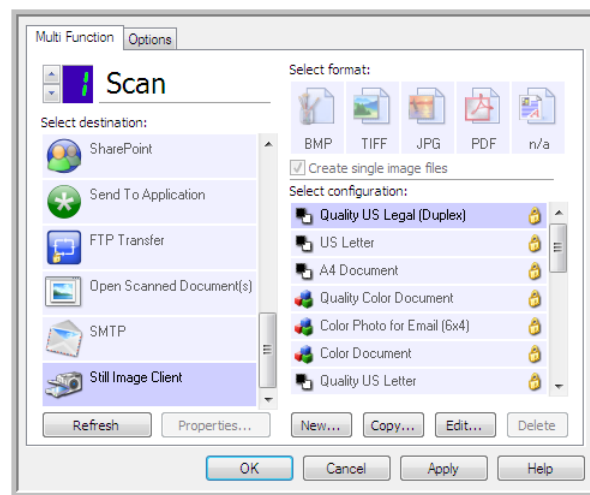 Multi Function
Options
1 Scan
Select destination:
SharePoint
Send To Application
FTP Transfer
Open Scanned Document(s)
SMTP
Still Image Client
Refresh
Properties...
Select format:
BMP TIFF JPG PDF n/a
Create single image files
Select configuration:
Quality US Legal (Duplex)
US Letter
A4 Document
Quality Color Document
Color Photo for Email (6x4)
Color Document
Quality US Letter
New... Copy... Edit... Delete
OK Cancel Apply Help